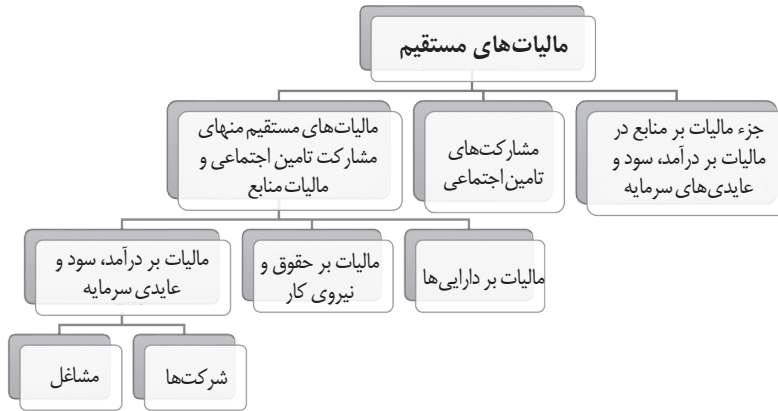 مالیات‌های مستقیم
جزء مالیات بر منابع در
مالیات بر درآمد، سود و
عایدی‌های سرمایه
مشارکت‌های
تامین اجتماعی
مالیات‌های مستقیم منهای
مشارکت تامین اجتماعی و
مالیات منابع
مالیات بر دارایی‌ها
مالیات بر حقوق و
نیروی کار
مالیات بر درآمد، سود و
عایدی سرمایه
شرکت‌ها
مشاغل